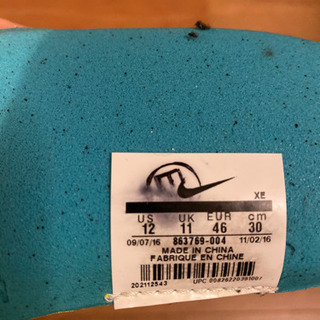 XE
US UK EUR cm
12 11 46 30
09/07/16 863769-004 11/02/16
MADE IN CHINA
FABRIQUE EN CHINE
202112543
UPC